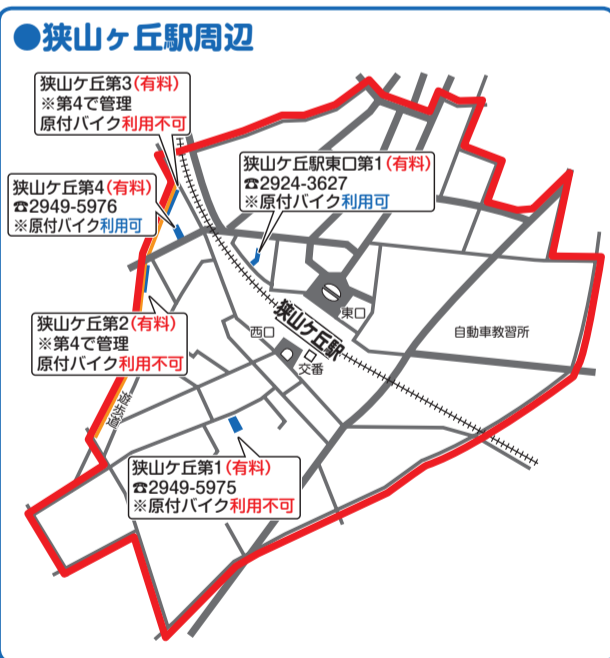 ●狭山ヶ丘駅周辺
狭山ケ丘第3(有料)
※第4で管理
原付バイク利用不可
狭山ケ丘駅東口第1(有料)
☎2924-3627
※原付バイク利用可
狭山ケ丘第4(有料)
☎2949-5976
※原付バイク利用可
狭山ケ丘第2(有料)
※第4で管理
原付バイク利用不可
狭山ヶ丘駅
東口
西口
交番
自動車教習所
遊歩道
狭山ケ丘第1(有料)
☎2949-5975
※原付バイク利用不可